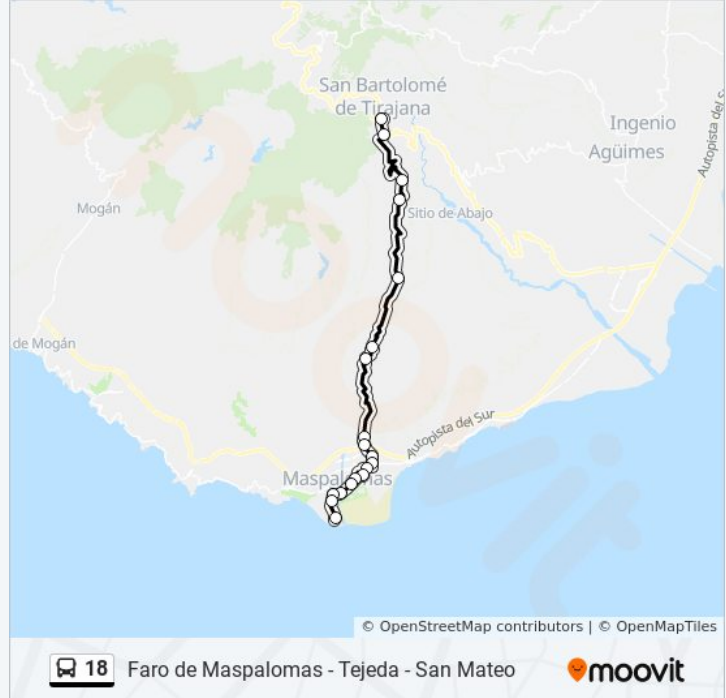 San Bartolomé
de Tirajana
Ingenio
Agüimes
Autopista del S
Mogán
Sitio de Abajo
de Mogán
Autopista del Sur
Maspalomas
© OpenStreetMap contributors | © OpenMapTiles
18 Faro de Maspalomas - Tejeda - San Mateo
moovit
moovit